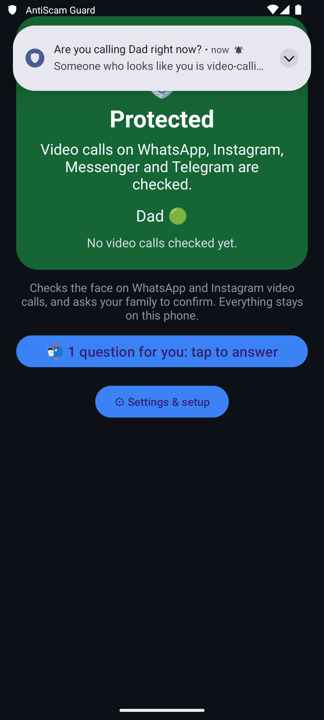 AntiScam Guard
Are you calling Dad right now? • now
Someone who looks like you is video-calli...
Protected
Video calls on WhatsApp, Instagram,
Messenger and Telegram are
checked.
Dad 🟢
No video calls checked yet.
Checks the face on WhatsApp and Instagram video
calls, and asks your family to confirm. Everything stays
on this phone.
📬 1 question for you: tap to answer
⚙ Settings & setup